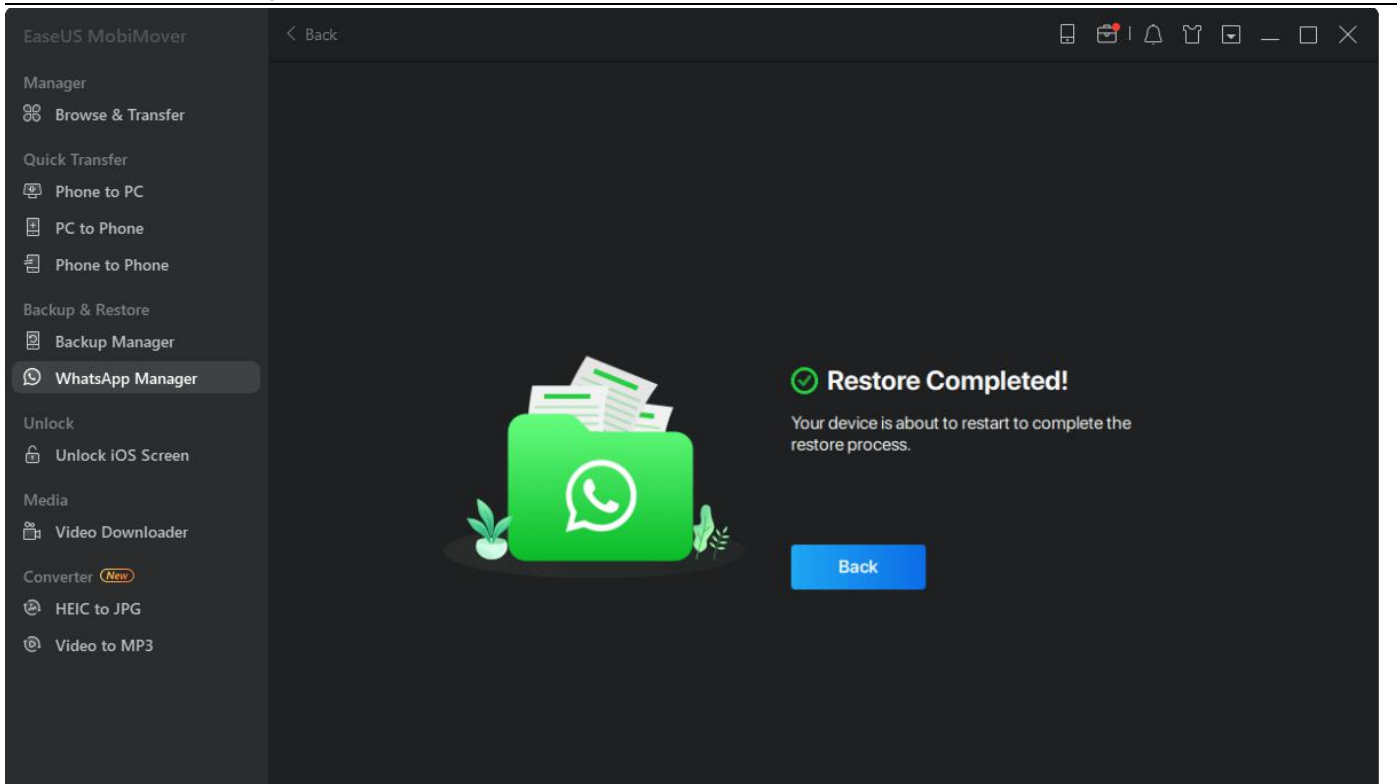 EaseUS MobiMover
Back
Manager
Browse & Transfer
Quick Transfer
Phone to PC
PC to Phone
Phone to Phone
Backup & Restore
Backup Manager
WhatsApp Manager
Unlock
Unlock iOS Screen
Media
Video Downloader
Converter New
HEIC to JPG
Video to MP3
Restore Completed!
Your device is about to restart to complete the
restore process.
Back